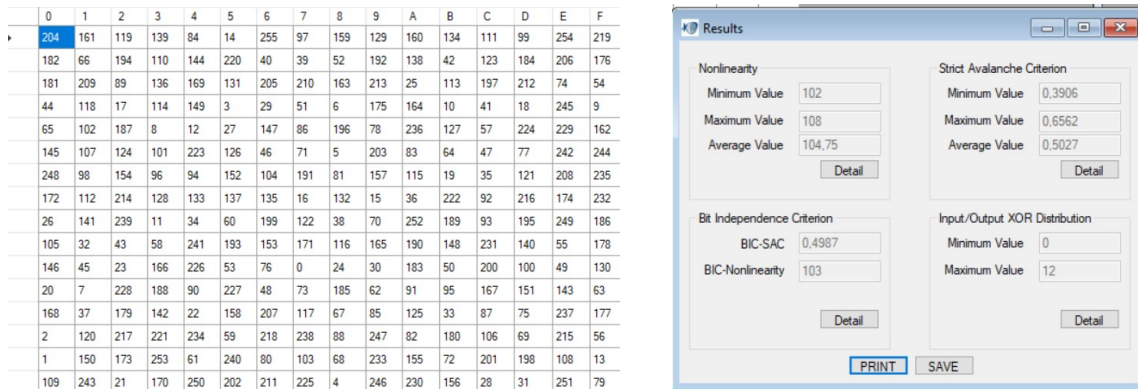 0 1 2 3 4 5 6 7 8 9 A B C D E F
204 161 119 139 84 14 255 97 159 129 160 134 111 99 254 219
182 66 194 110 144 220 40 39 52 192 138 42 123 184 206 176
181 209 89 136 169 131 205 210 163 213 25 113 197 212 74 54
44 118 17 114 149 3 29 51 6 175 164 10 41 18 245 9
65 102 187 8 12 27 147 86 196 78 236 127 57 224 229 162
145 107 124 101 223 126 46 71 5 203 83 64 47 77 242 244
248 98 154 96 94 152 104 191 81 157 115 19 35 121 208 235
172 112 214 128 133 137 135 16 132 15 36 222 92 216 174 232
26 141 239 11 34 60 199 122 38 70 252 189 93 195 249 186
105 32 43 58 241 193 153 171 116 165 190 148 231 140 55 178
146 45 23 166 226 53 76 0 24 30 183 50 200 100 49 130
20 7 228 188 90 227 48 73 185 62 91 95 167 151 143 63
168 37 179 142 22 158 207 117 67 85 125 33 87 75 237 177
2 120 217 221 234 59 218 238 88 247 82 180 106 69 215 56
1 150 173 253 61 240 80 103 68 233 155 72 201 198 108 13
109 243 21 170 250 202 211 225 4 246 230 156 28 31 251 79
Results
Nonlinearity
Minimum Value 102
Maximum Value 108
Average Value 104,75
Detail
Strict Avalanche Criterion
Minimum Value 0,3906
Maximum Value 0,6562
Average Value 0,5027
Detail
Bit Independence Criterion
BIC-SAC 0,4987
BIC-Nonlinearity 103
Detail
Input/Output XOR Distribution
Minimum Value 0
Maximum Value 12
Detail
PRINT SAVE